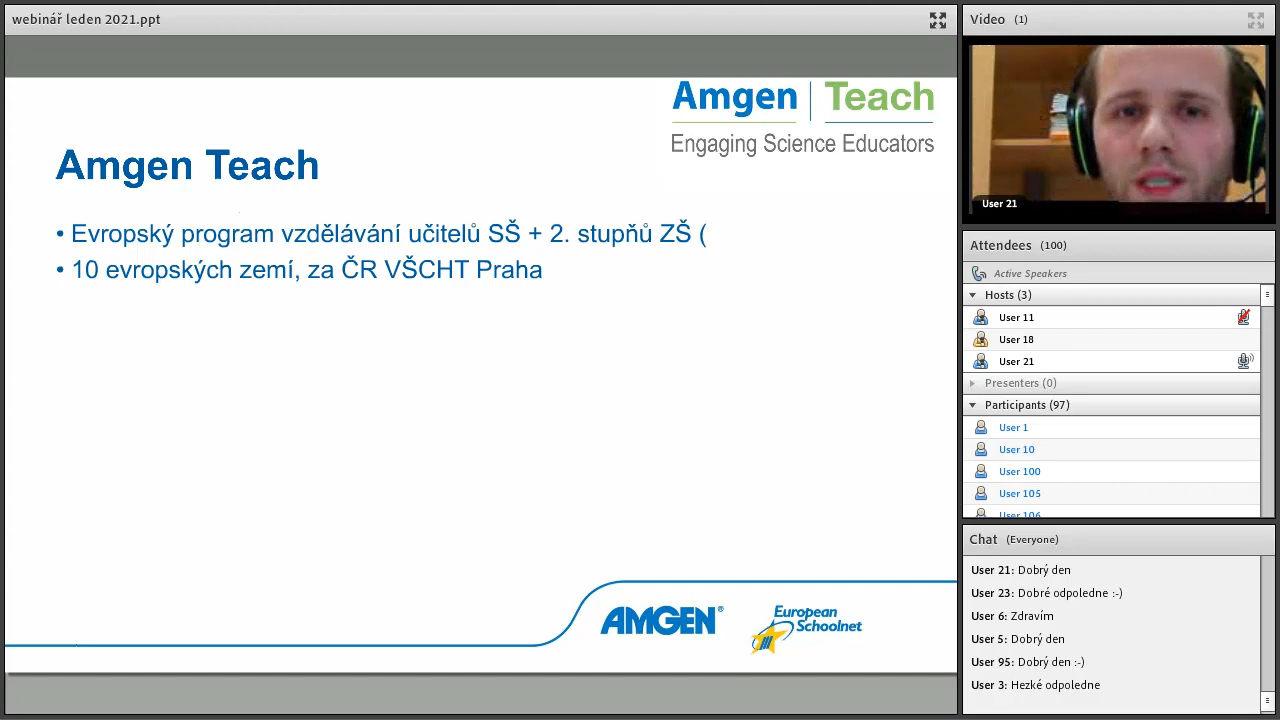 webinář leden 2021.ppt
Amgen Teach
Engaging Science Educators
Amgen Teach
• Evropský program vzdělávání učitelů SŠ + 2. stupňů ZŠ (
• 10 evropských zemí, za ČR VŠCHT Praha
AMGEN®
European
Schoolnet
Video (1)
User 21
Attendees (100)
Active Speakers
Hosts (3)
User 11
User 18
User 21
Presenters (0)
Participants (97)
User 1
User 10
User 100
User 105
User 106
Chat (Everyone)
User 21: Dobrý den
User 23: Dobré odpoledne :-)
User 6: Zdravím
User 5: Dobrý den
User 95: Dobrý den :-)
User 3: Hezké odpoledne